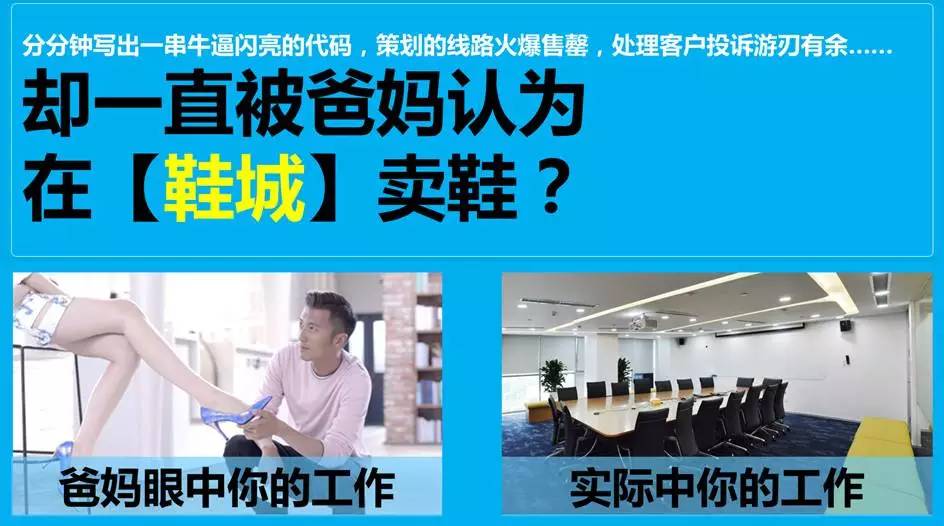 分分钟写出一串牛逼闪亮的代码，策划的线路火爆售罄，处理客户投诉游刃有余……
却一直被爸妈认为
在【鞋城】卖鞋？
爸妈眼中你的工作
实际中你的工作